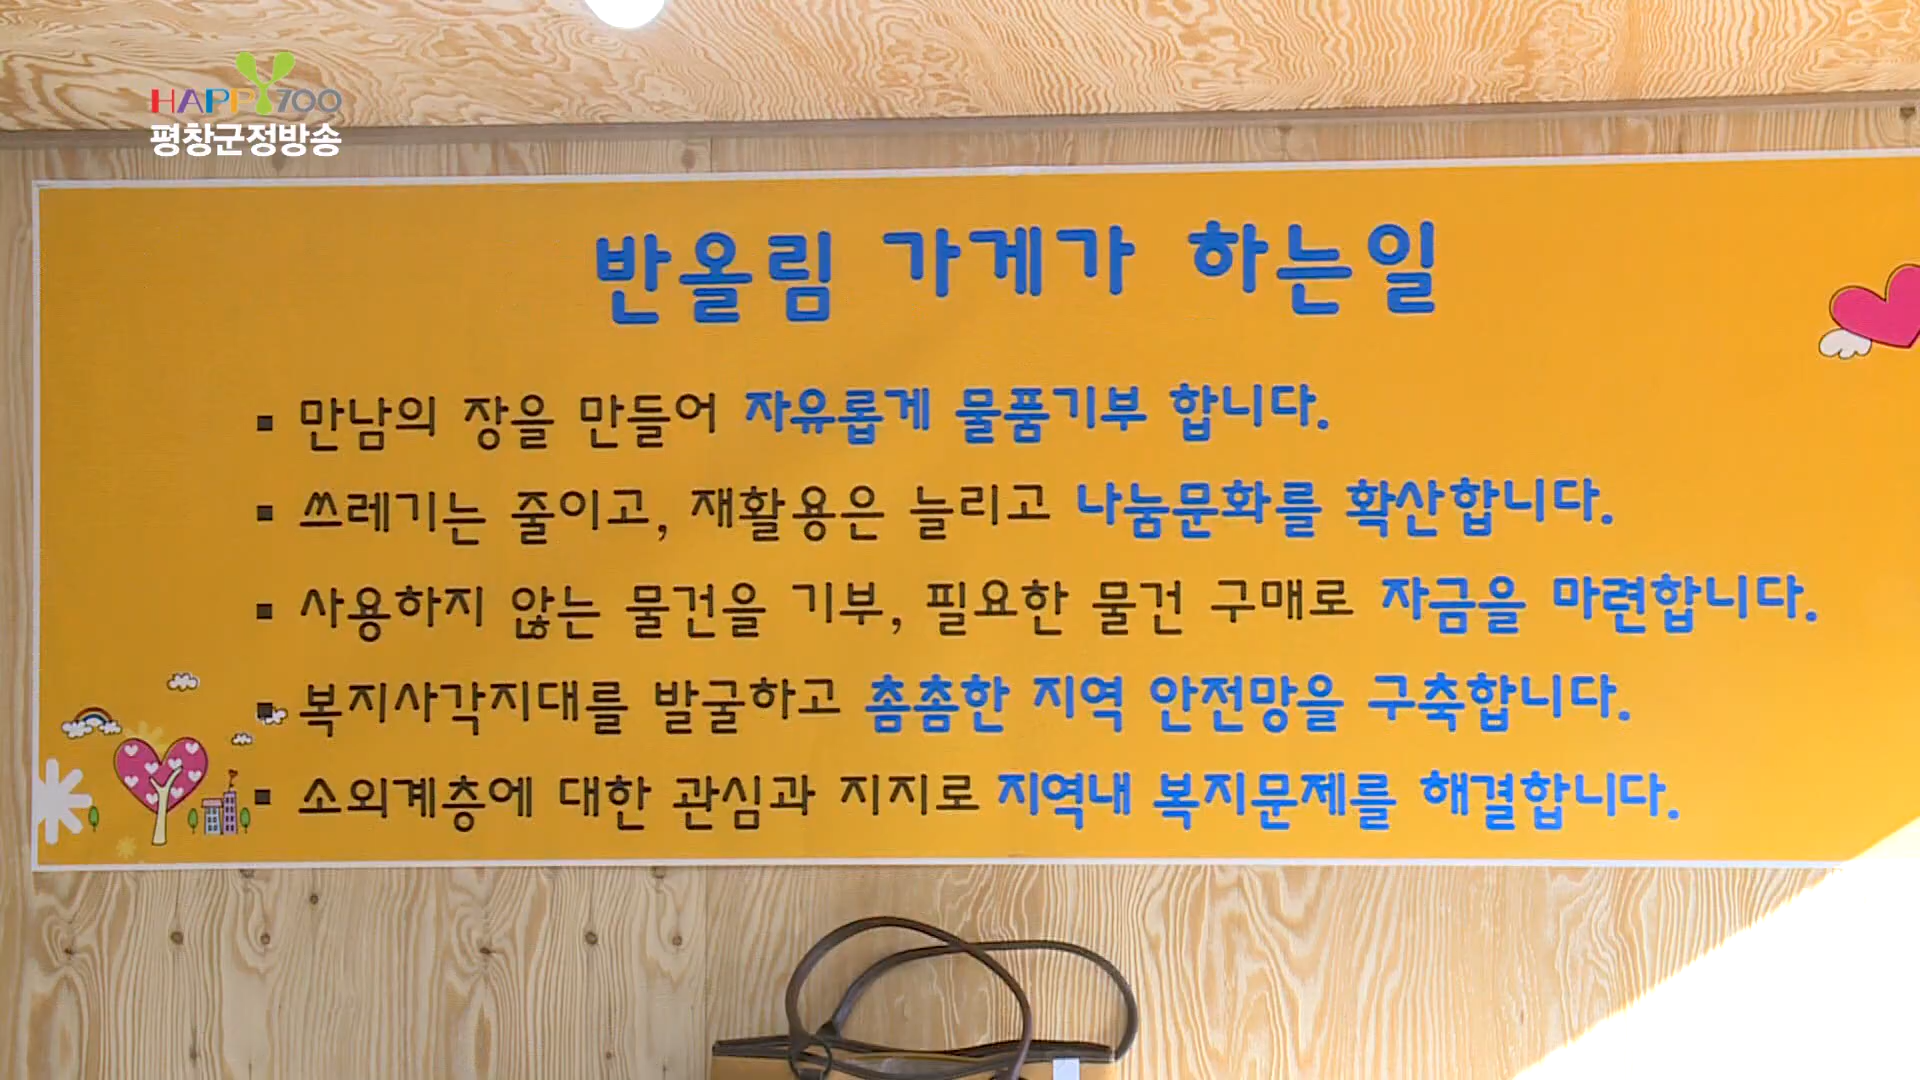 HAPPY700
평창군정방송
반올림 가게가 하는일
▪ 만남의 장을 만들어 자유롭게 물품기부 합니다.
▪ 쓰레기는 줄이고, 재활용은 늘리고 나눔문화를 확산합니다.
▪ 사용하지 않는 물건을 기부, 필요한 물건 구매로 자금을 마련합니다.
▪ 복지사각지대를 발굴하고 촘촘한 지역 안전망을 구축합니다.
▪ 소외계층에 대한 관심과 지지로 지역내 복지문제를 해결합니다.